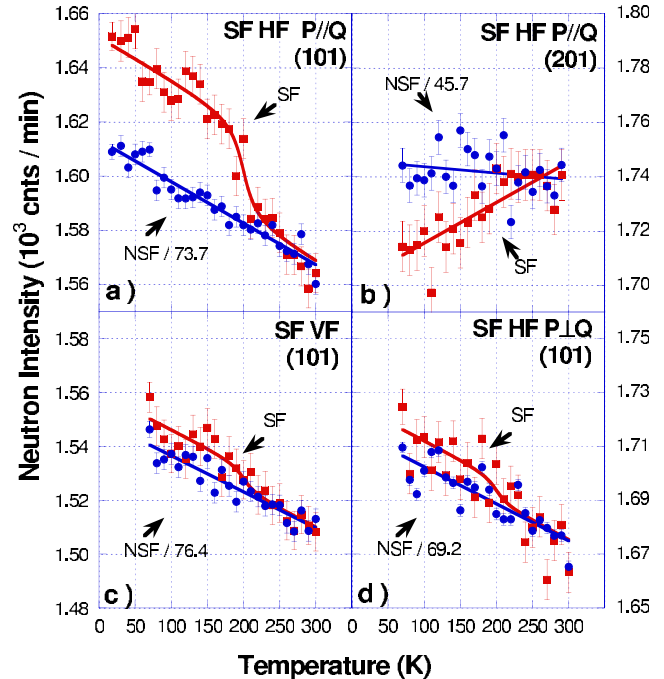 SF HF P//Q
(101)
SF
NSF / 73.7
a )
SF HF P//Q
(201)
NSF / 45.7
SF
b )
SF VF
(101)
SF
NSF / 76.4
c )
SF HF P⊥Q
(101)
SF
NSF / 69.2
d )
1.66
1.64
1.62
1.60
1.58
1.56
1.56
1.54
1.52
1.50
1.48
1.80
1.78
1.76
1.74
1.72
1.70
1.75
1.73
1.71
1.69
1.67
1.65
0 50 100 150 200 250 300
0 50 100 150 200 250 300
Neutron Intensity (10³ cnts / min)
Temperature (K)